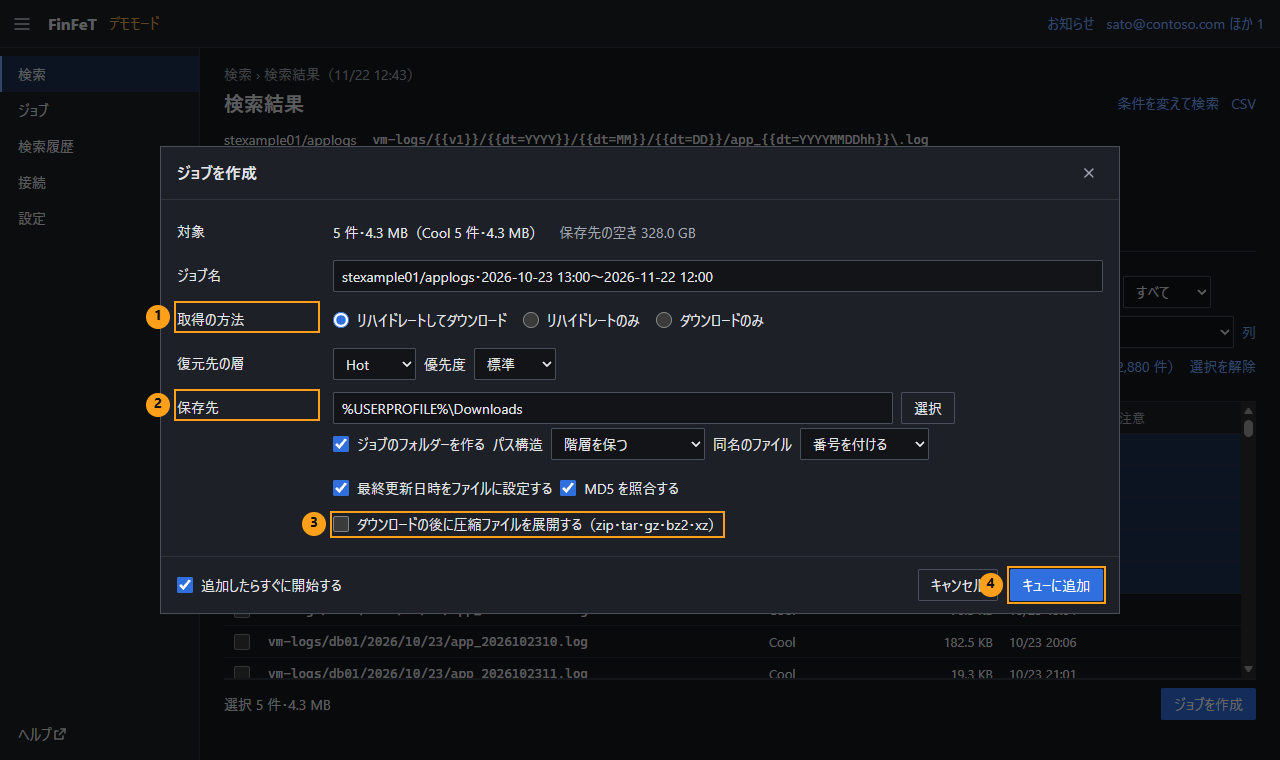 FinFeT デモモード
お知らせ sato@contoso.com ほか 1
検索
ジョブ
検索履歴
接続
設定
ヘルプ
検索 › 検索結果（11/22 12:43）
検索結果
条件を変えて検索 CSV
stexample01/applogs vm-logs/{{v1}}/{{dt=YYYY}}/{{dt=MM}}/{{dt=DD}}/app_{{dt=YYYYMMDDhh}}\.log
すべて
列
2,880 件） 選択を解除
注意
ジョブを作成 ×
対象 5 件・4.3 MB（Cool 5 件・4.3 MB） 保存先の空き 328.0 GB
ジョブ名 stexample01/applogs・2026-10-23 13:00～2026-11-22 12:00
1 取得の方法 リハイドレートしてダウンロード リハイドレートのみ ダウンロードのみ
復元先の層 Hot 優先度 標準
2 保存先 %USERPROFILE%\Downloads 選択
ジョブのフォルダーを作る パス構造 階層を保つ 同名のファイル 番号を付ける
最終更新日時をファイルに設定する MD5 を照合する
3 ダウンロードの後に圧縮ファイルを展開する（zip・tar・gz・bz2・xz）
追加したらすぐに開始する キャンセル 4 キューに追加
vm-logs/db01/2026/10/23/app_2026102310.log Cool 182.5 KB 10/23 20:06
vm-logs/db01/2026/10/23/app_2026102311.log Cool 19.3 KB 10/23 21:01
選択 5 件・4.3 MB ジョブを作成